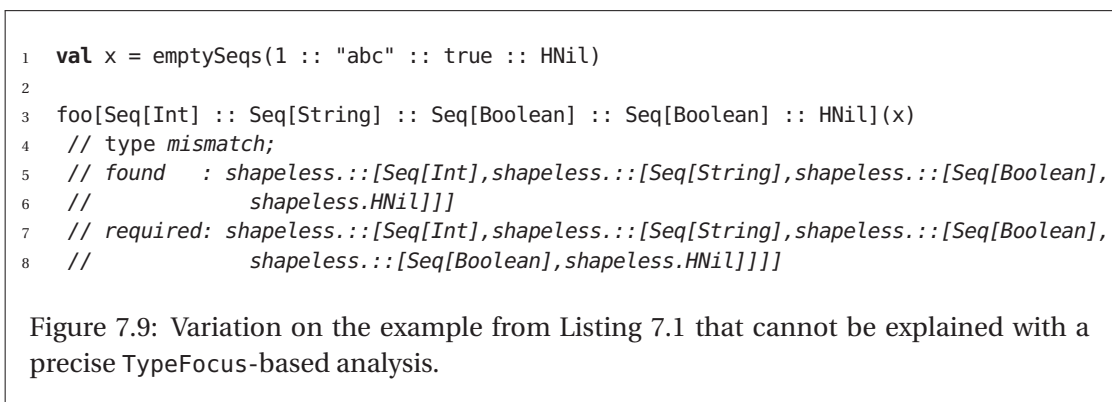 1 val x = emptySeqs(1 :: "abc" :: true :: HNil)
2
3 foo[Seq[Int] :: Seq[String] :: Seq[Boolean] :: Seq[Boolean] :: HNil](x)
4 // type mismatch;
5 // found   : shapeless.::[Seq[Int],shapeless.::[Seq[String],shapeless.::[Seq[Boolean],
6 //             shapeless.HNil]]]
7 // required: shapeless.::[Seq[Int],shapeless.::[Seq[String],shapeless.::[Seq[Boolean],
8 //             shapeless.::[Seq[Boolean],shapeless.HNil]]]]
Figure 7.9: Variation on the example from Listing 7.1 that cannot be explained with a
precise TypeFocus-based analysis.